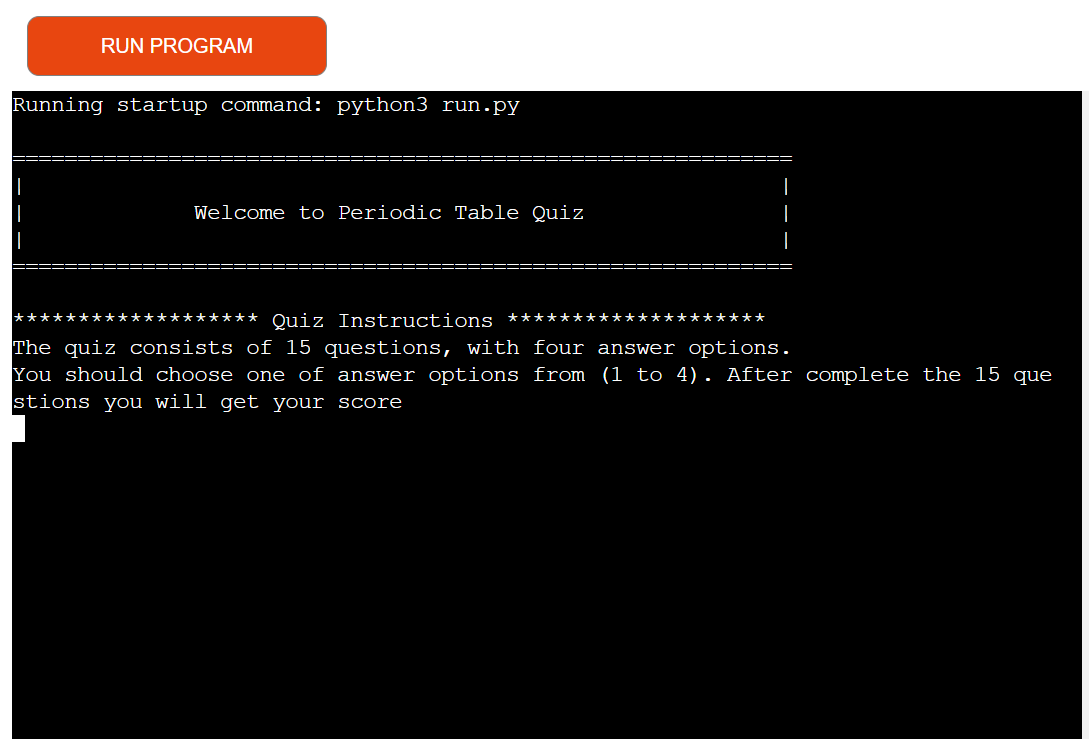 RUN PROGRAM
Running startup command: python3 run.py
============================================================
|                                                          |
|             Welcome to Periodic Table Quiz               |
|                                                          |
============================================================
******************* Quiz Instructions ********************
The quiz consists of 15 questions, with four answer options.
You should choose one of answer options from (1 to 4). After complete the 15 que
stions you will get your score